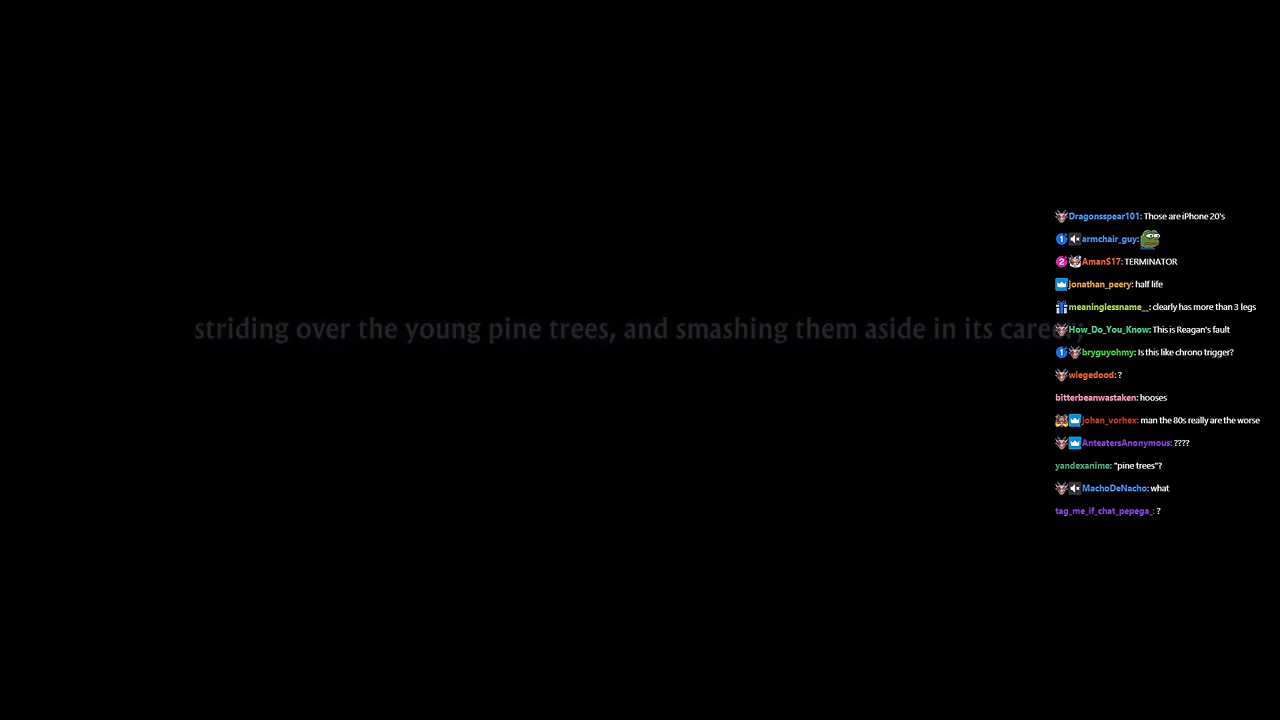 Dragonsspear101: Those are iPhone 20's
armchair_guy:
AmanS17: TERMINATOR
jonathan_peery: half life
meaninglessname_: clearly has more than 3 legs
striding over the young pine trees, and smashing them aside in its career,
How_Do_You_Know: This is Reagan's fault
bryguyohmy: Is this like chrono trigger?
wiegedood: ?
bitterbeanwastaken: hooses
johan_vorhex: man the 80s really are the worse
AnteatersAnonymous: ????
yandexanime: "pine trees"?
MachoDeNacho: what
tag_me_if_chat_pepega_: ?